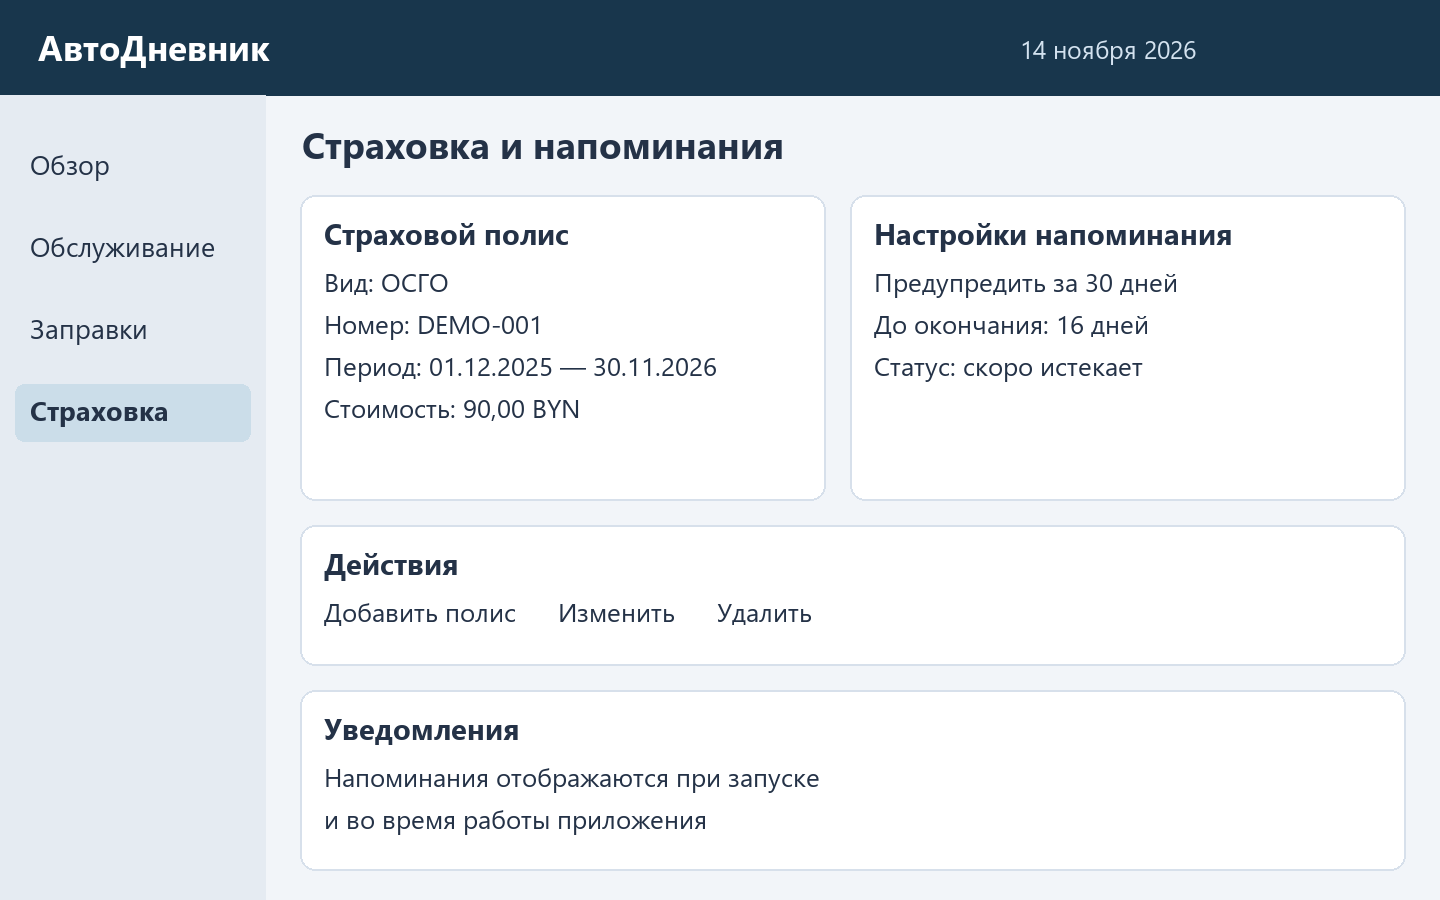 АвтоДневник
14 ноября 2026
Обзор
Обслуживание
Заправки
Страховка
Страховка и напоминания
Страховой полис
Вид: ОСГО
Номер: DEMO-001
Период: 01.12.2025 — 30.11.2026
Стоимость: 90,00 BYN
Настройки напоминания
Предупредить за 30 дней
До окончания: 16 дней
Статус: скоро истекает
Действия
Добавить полис Изменить Удалить
Уведомления
Напоминания отображаются при запуске
и во время работы приложения